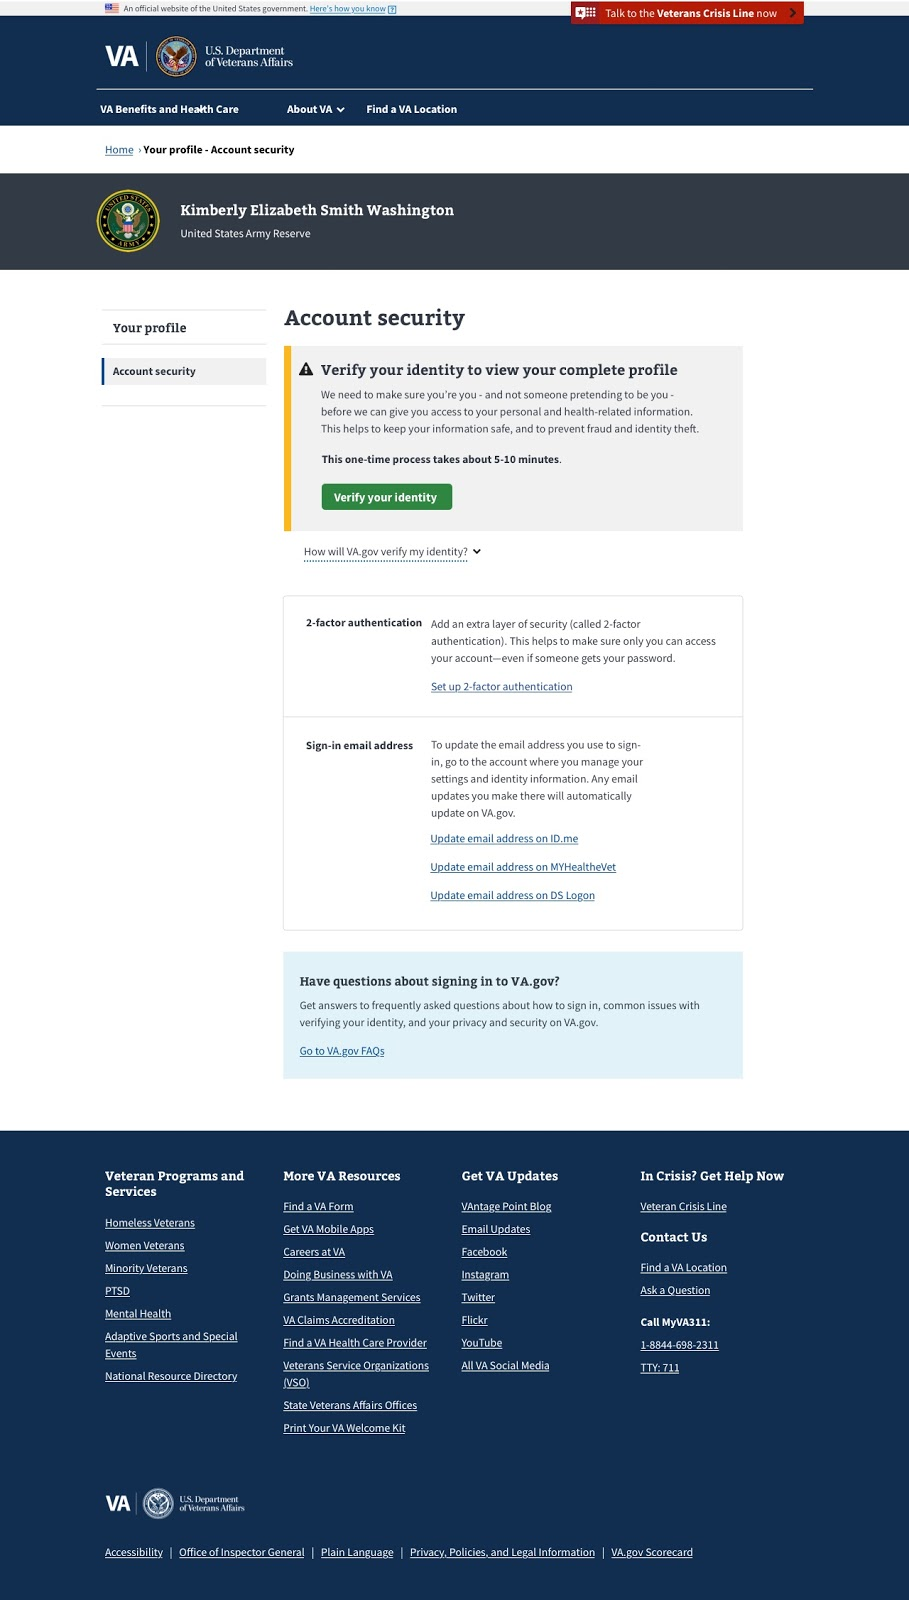 An official website of the United States government. Here's how you know
Talk to the Veterans Crisis Line now
VA
U.S. Department
of Veterans Affairs
VA Benefits and Health Care
About VA
Find a VA Location
Home › Your profile - Account security
UNITED STATES
ARMY
Kimberly Elizabeth Smith Washington
United States Army Reserve
Your profile
Account security
Account security
Verify your identity to view your complete profile
We need to make sure you're you - and not someone pretending to be you -
before we can give you access to your personal and health-related information.
This helps to keep your information safe, and to prevent fraud and identity theft.
This one-time process takes about 5-10 minutes.
Verify your identity
How will VA.gov verify my identity?
2-factor authentication
Add an extra layer of security (called 2-factor
authentication). This helps to make sure only you can access
your account—even if someone gets your password.
Set up 2-factor authentication
Sign-in email address
To update the email address you use to sign-
in, go to the account where you manage your
settings and identity information. Any email
updates you make there will automatically
update on VA.gov.
Update email address on ID.me
Update email address on MYHealtheVet
Update email address on DS Logon
Have questions about signing in to VA.gov?
Get answers to frequently asked questions about how to sign in, common issues with
verifying your identity, and your privacy and security on VA.gov.
Go to VA.gov FAQs
Veteran Programs and
Services
Homeless Veterans
Women Veterans
Minority Veterans
PTSD
Mental Health
Adaptive Sports and Special
Events
National Resource Directory
More VA Resources
Find a VA Form
Get VA Mobile Apps
Careers at VA
Doing Business with VA
Grants Management Services
VA Claims Accreditation
Find a VA Health Care Provider
Veterans Service Organizations
(VSO)
State Veterans Affairs Offices
Print Your VA Welcome Kit
Get VA Updates
VAntage Point Blog
Email Updates
Facebook
Instagram
Twitter
Flickr
YouTube
All VA Social Media
In Crisis? Get Help Now
Veteran Crisis Line
Contact Us
Find a VA Location
Ask a Question
Call MyVA311:
1-8844-698-2311
TTY: 711
VA
U.S. Department
of Veterans Affairs
Accessibility | Office of Inspector General | Plain Language | Privacy, Policies, and Legal Information | VA.gov Scorecard